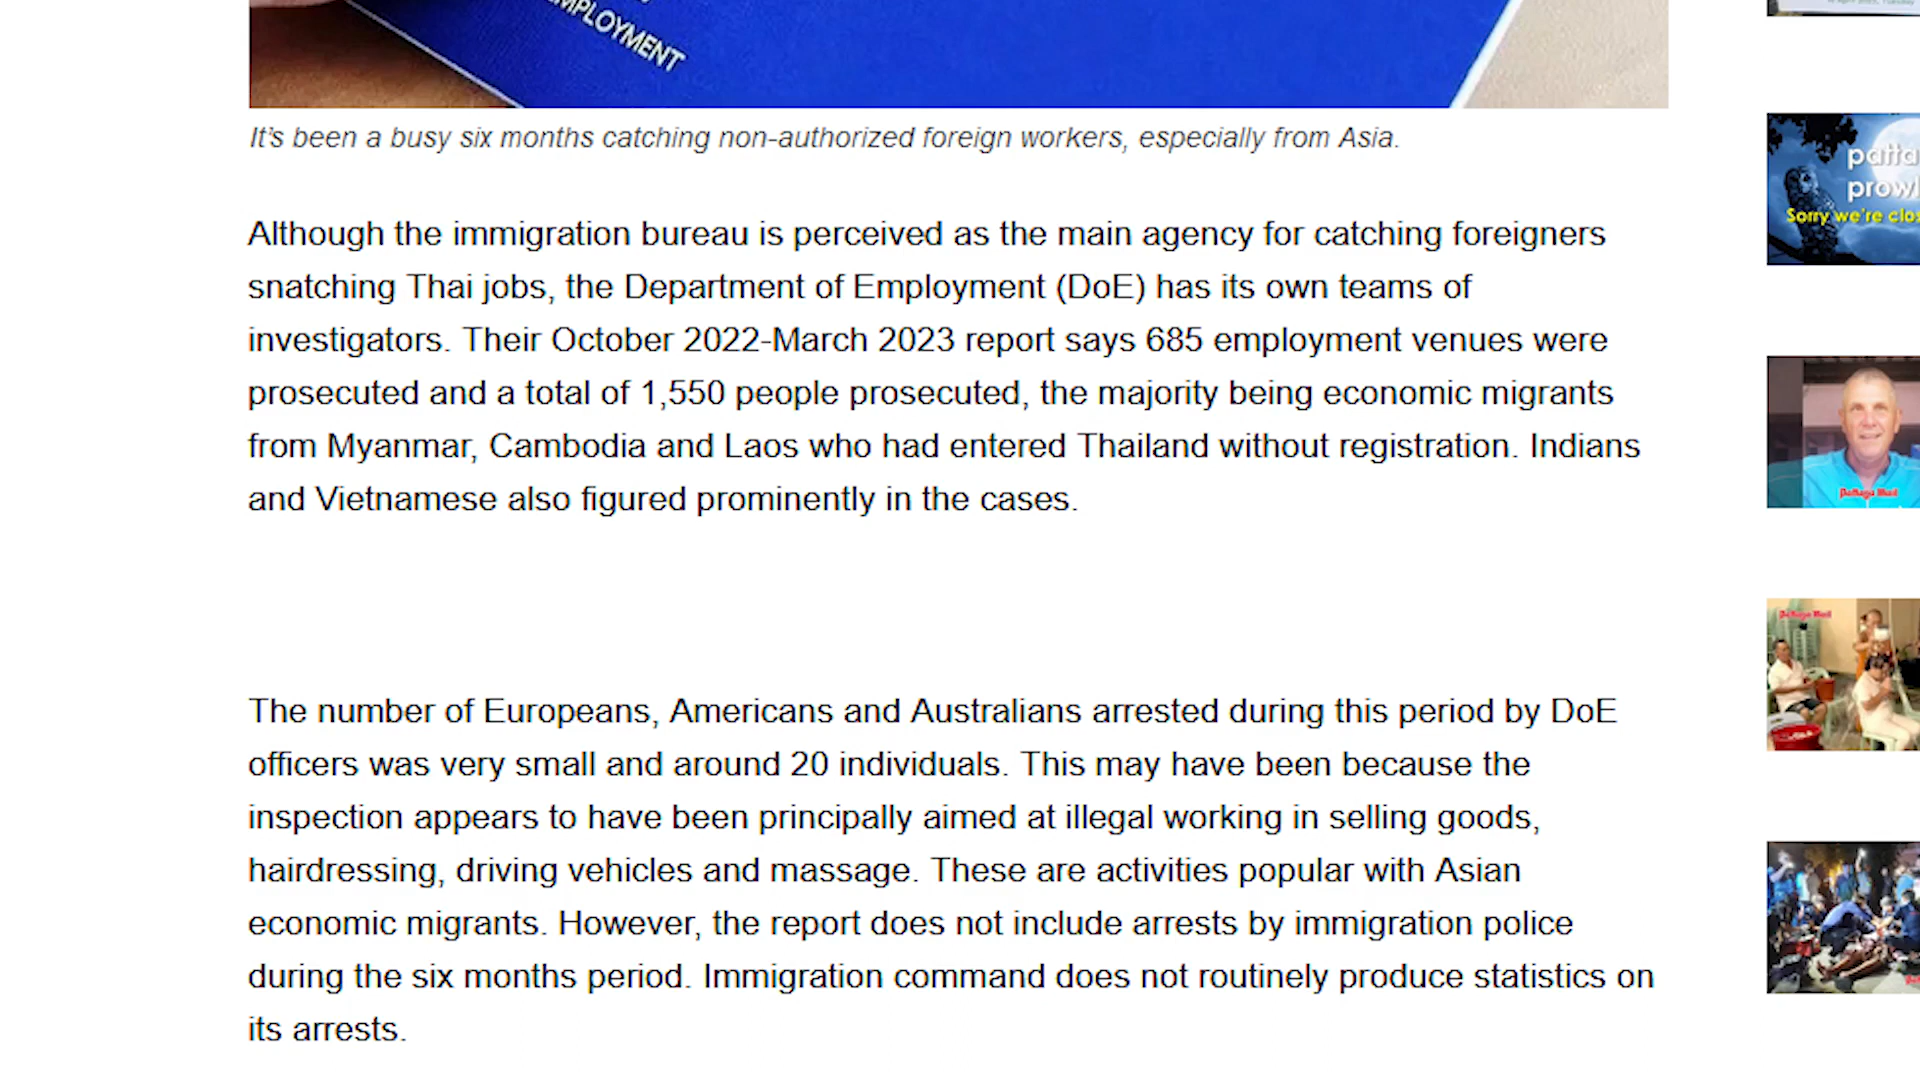 EMPLOYMENT
It's been a busy six months catching non-authorized foreign workers, especially from Asia.
Although the immigration bureau is perceived as the main agency for catching foreigners
snatching Thai jobs, the Department of Employment (DoE) has its own teams of
investigators. Their October 2022-March 2023 report says 685 employment venues were
prosecuted and a total of 1,550 people prosecuted, the majority being economic migrants
from Myanmar, Cambodia and Laos who had entered Thailand without registration. Indians
and Vietnamese also figured prominently in the cases.
The number of Europeans, Americans and Australians arrested during this period by DoE
officers was very small and around 20 individuals. This may have been because the
inspection appears to have been principally aimed at illegal working in selling goods,
hairdressing, driving vehicles and massage. These are activities popular with Asian
economic migrants. However, the report does not include arrests by immigration police
during the six months period. Immigration command does not routinely produce statistics on
its arrests.
patta
prowl
Sorry we're clos
Pattaya Mail
Pattaya Mail